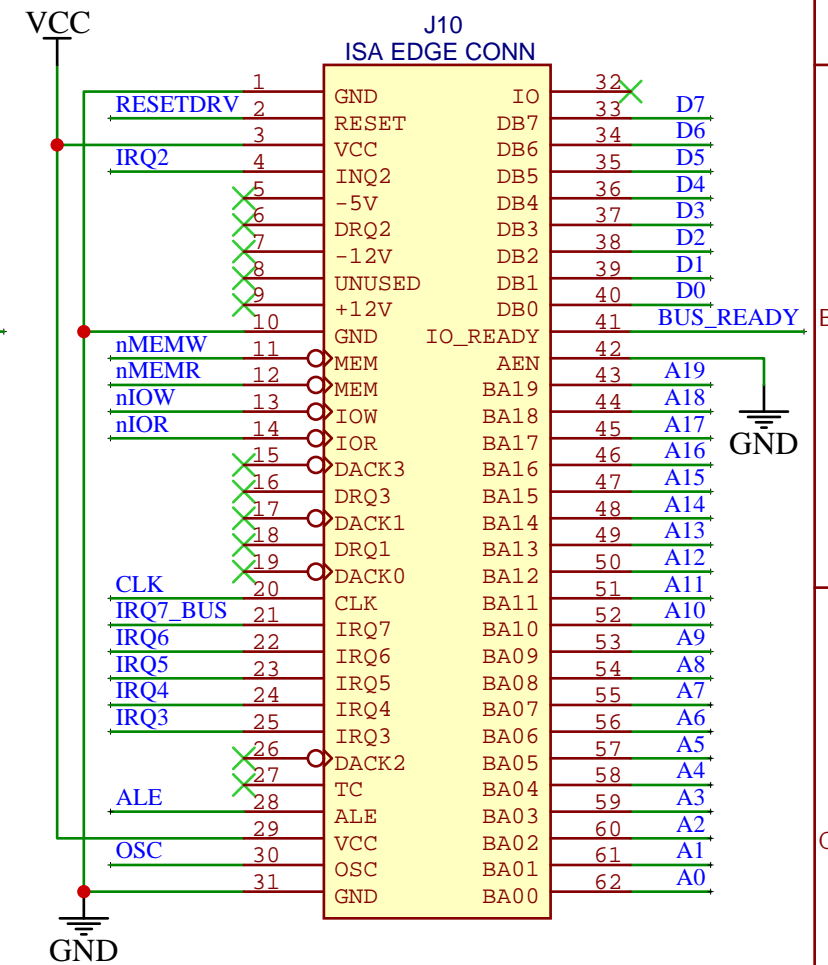 VCC
J10
ISA EDGE CONN
1 GND IO 32
RESETDRV 2 RESET DB7 33 D7
3 VCC DB6 34 D6
IRQ2 4 INQ2 DB5 35 D5
5 -5V DB4 36 D4
6 DRQ2 DB3 37 D3
7 -12V DB2 38 D2
8 UNUSED DB1 39 D1
9 +12V DB0 40 D0
10 GND IO_READY 41 BUS_READY
nMEMW 11 MEM AEN 42
nMEMR 12 MEM BA19 43 A19
nIOW 13 IOW BA18 44 A18
nIOR 14 IOR BA17 45 A17
15 DACK3 BA16 46 A16
16 DRQ3 BA15 47 A15
17 DACK1 BA14 48 A14
18 DRQ1 BA13 49 A13
19 DACK0 BA12 50 A12
CLK 20 CLK BA11 51 A11
IRQ7_BUS 21 IRQ7 BA10 52 A10
IRQ6 22 IRQ6 BA09 53 A9
IRQ5 23 IRQ5 BA08 54 A8
IRQ4 24 IRQ4 BA07 55 A7
IRQ3 25 IRQ3 BA06 56 A6
26 DACK2 BA05 57 A5
27 TC BA04 58 A4
ALE 28 ALE BA03 59 A3
29 VCC BA02 60 A2
OSC 30 OSC BA01 61 A1
31 GND BA00 62 A0
GND
GND